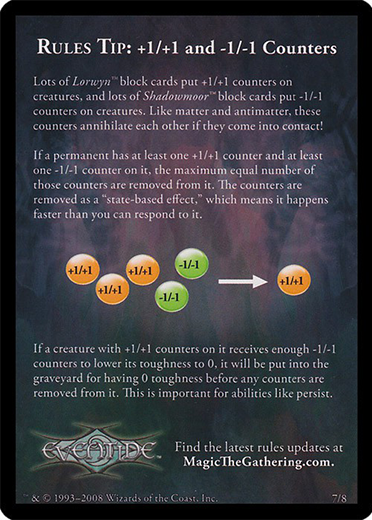 RULES TIP: +1/+1 and -1/-1 Counters
Lots of Lorwyn™ block cards put +1/+1 counters on
creatures, and lots of Shadowmoor™ block cards put -1/-1
counters on creatures. Like matter and antimatter, these
counters annihilate each other if they come into contact!
If a permanent has at least one +1/+1 counter and at least
one -1/-1 counter on it, the maximum equal number of
those counters are removed from it. The counters are
removed as a “state-based effect,” which means it happens
faster than you can respond to it.
+1/+1 +1/+1 +1/+1 -1/-1 -1/-1 +1/+1
If a creature with +1/+1 counters on it receives enough -1/-1
counters to lower its toughness to 0, it will be put into the
graveyard for having 0 toughness before any counters are
removed from it. This is important for abilities like persist.
EVENTIDE™
Find the latest rules updates at
MagicTheGathering.com.
™ & © 1993–2008 Wizards of the Coast, Inc. 7/8